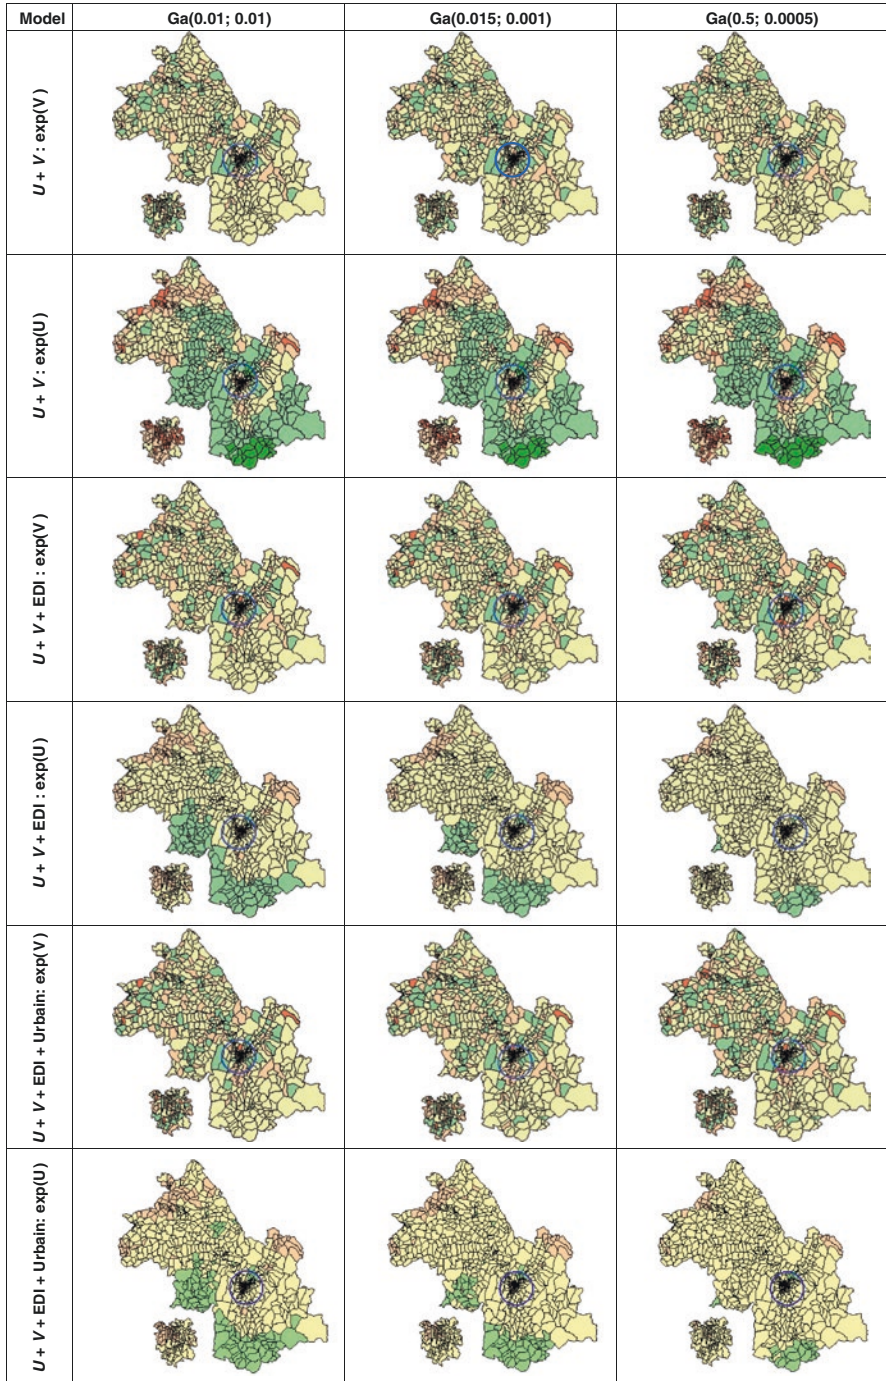 Model Ga(0.01; 0.01) Ga(0.015; 0.001) Ga(0.5; 0.0005)
U + V : exp(V)
U + V : exp(U)
U + V + EDI : exp(V)
U + V + EDI : exp(U)
U + V + EDI + Urbain: exp(V)
U + V +EDI + Urbain: exp(U)